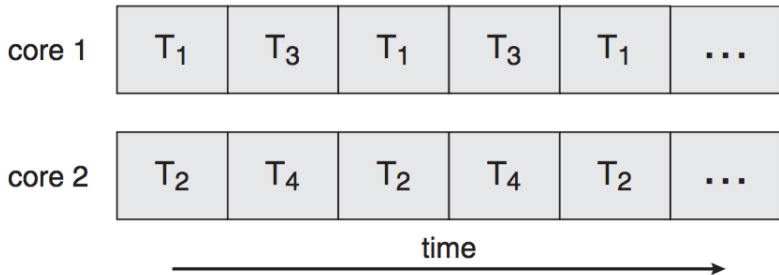 core 1 T₁ T₃ T₁ T₃ T₁ ...
core 2 T₂ T₄ T₂ T₄ T₂ ...
time